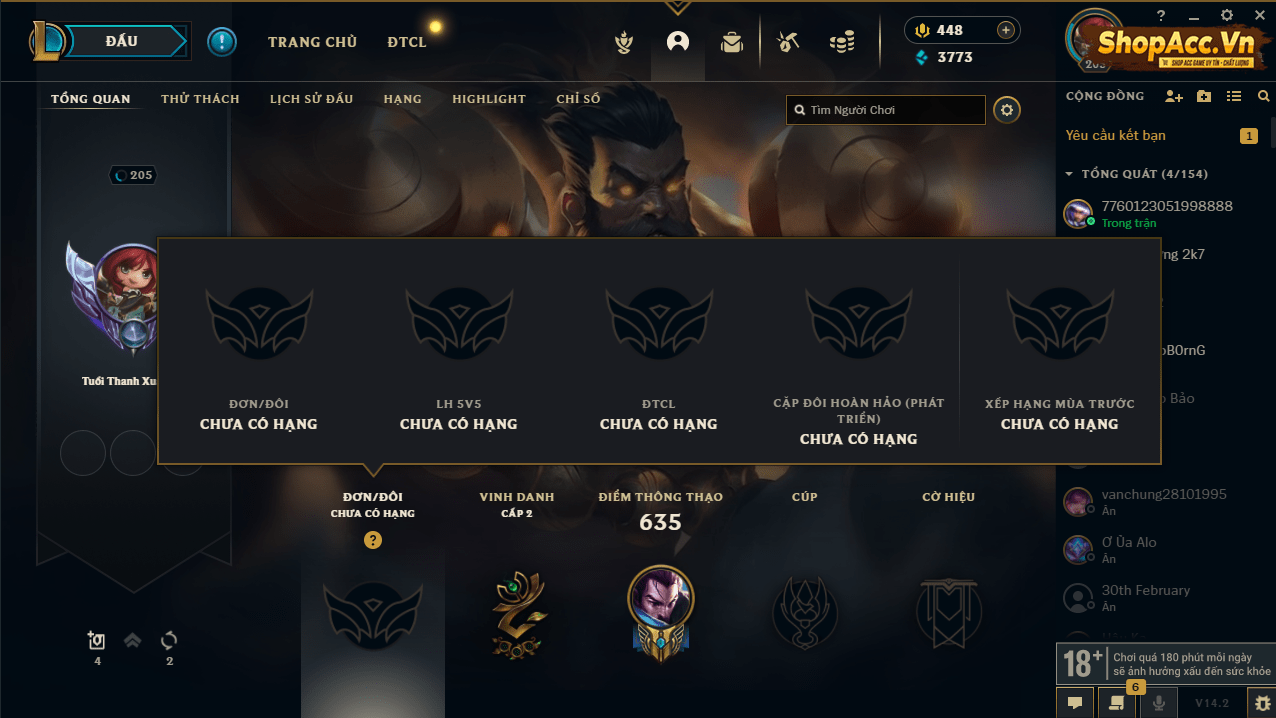 ĐẤU
TRANG CHỦ
ĐTCL
448
3773
?
ShopAcc.Vn
SHOP ACC GAME UY TÍN - CHẤT LƯỢNG
205
TỔNG QUAN
THỬ THÁCH
LỊCH SỬ ĐẤU
HẠNG
HIGHLIGHT
CHỈ SỐ
Tìm Người Chơi
CỘNG ĐỒNG
Yêu cầu kết bạn
1
TỔNG QUÁT (4/154)
7760123051998888
Trong trận
ng 2k7
bB0rnG
o Bảo
vanchung28101995
Ẩn
Ơ Ủa Alo
Ẩn
30th February
Ẩn
205
Tuổi Thanh Xu
ĐƠN/ĐÔI
CHƯA CÓ HẠNG
LH 5V5
CHƯA CÓ HẠNG
ĐTCL
CHƯA CÓ HẠNG
CẶP ĐÔI HOÀN HẢO (PHÁT
TRIỂN)
CHƯA CÓ HẠNG
XẾP HẠNG MÙA TRƯỚC
CHƯA CÓ HẠNG
ĐƠN/ĐÔI
CHƯA CÓ HẠNG
?
VINH DANH
CẤP 2
ĐIỂM THÔNG THẠO
635
CÚP
CỜ HIỆU
4
2
18+
Chơi quá 180 phút mỗi ngày
sẽ ảnh hưởng xấu đến sức khỏe
6
V14.2